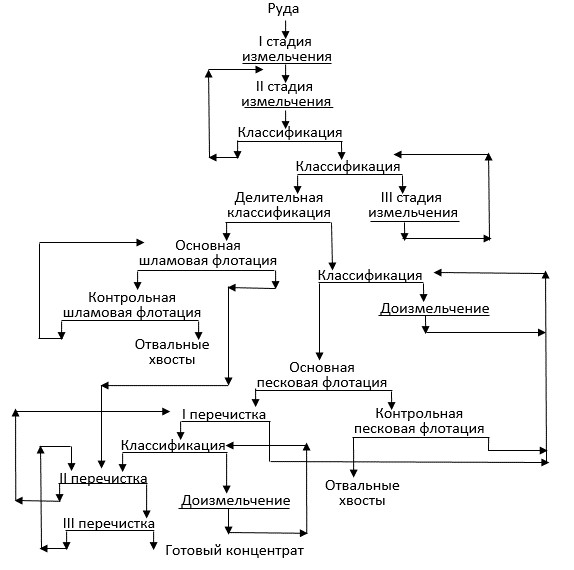 Руда
I стадия
измельчения
II стадия
измельчения
Классификация
Классификация
Делительная
классификация
III стадия
измельчения
Основная
шламовая флотация
Классификация
Контрольная
шламовая флотация
Доизмельчение
Отвальные
хвосты
Основная
песковая флотация
I перечистка
Контрольная
песковая флотация
Классификация
II перечистка
Отвальные
хвосты
Доизмельчение
III перечистка
Готовый концентрат